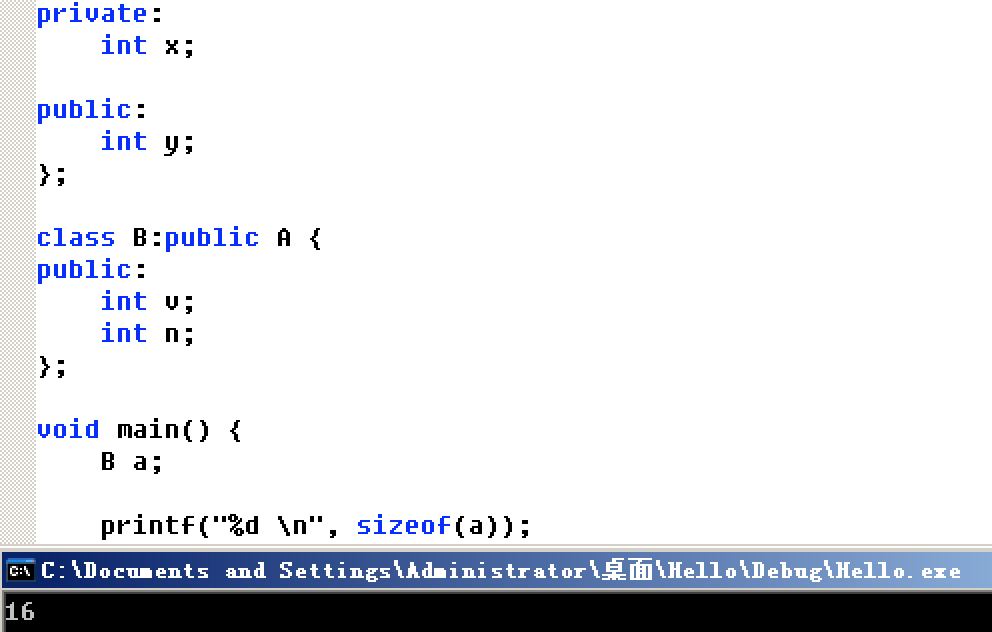 private:
    int x;
public:
    int y;
};
class B:public A {
public:
    int v;
    int n;
};
void main() {
    B a;
    printf("%d \n", sizeof(a));
C:\Documents and Settings\Administrator\桌面\Hello\Debug\Hello.exe
16